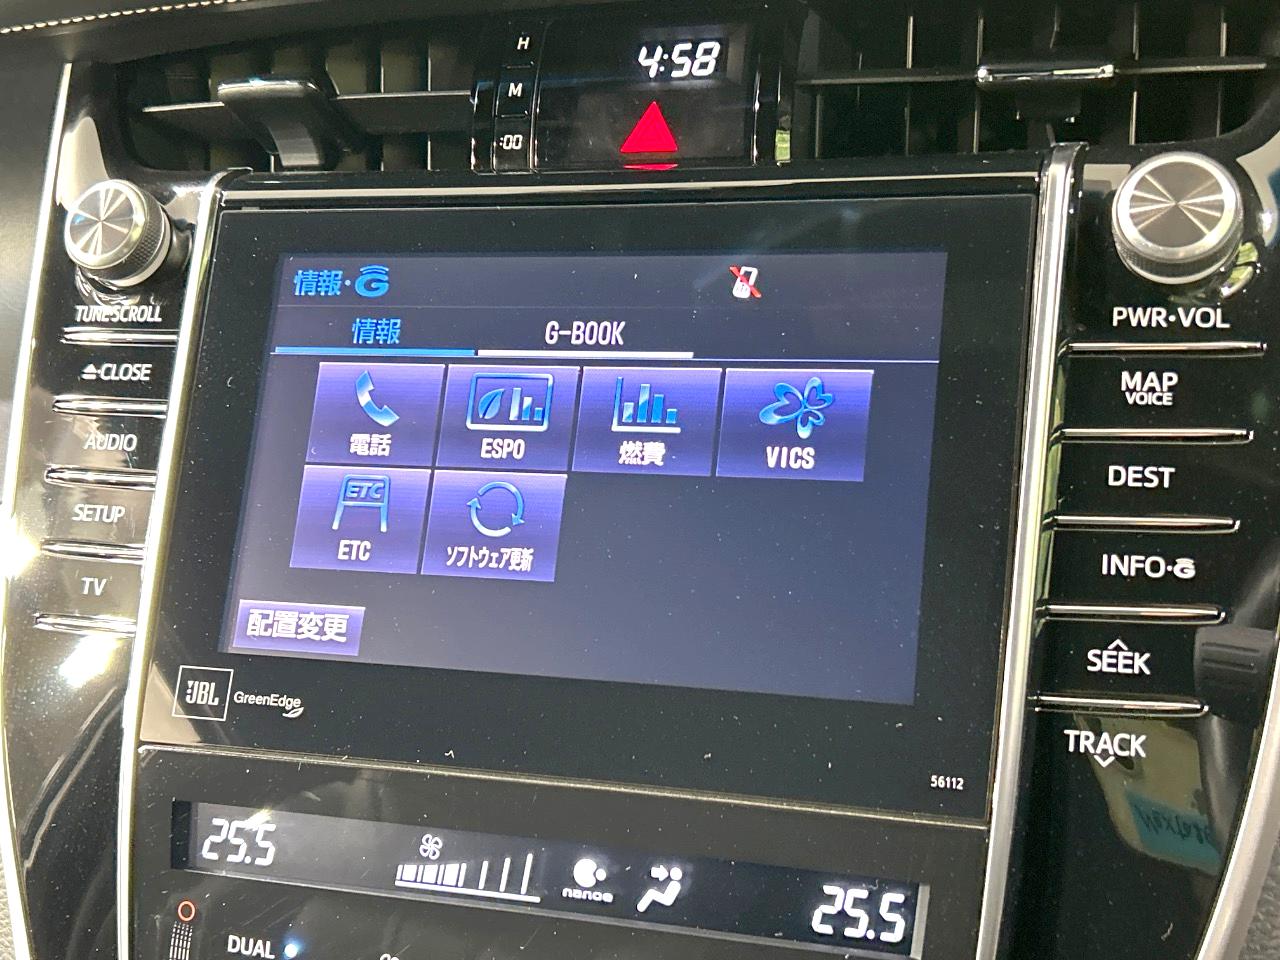 H
4:58
M
:00
TUNE·SCROLL
CLOSE
AUDIO
SETUP
TV
情報·G
情報
G-BOOK
電話
ESPO
燃費
VICS
ETC
ETC
ソフトウェア更新
配置変更
JBL
GreenEdge
56112
PWR·VOL
MAP
VOICE
DEST
INFO·G
SEEK
TRACK
25.5
nanoe
25.5
DUAL